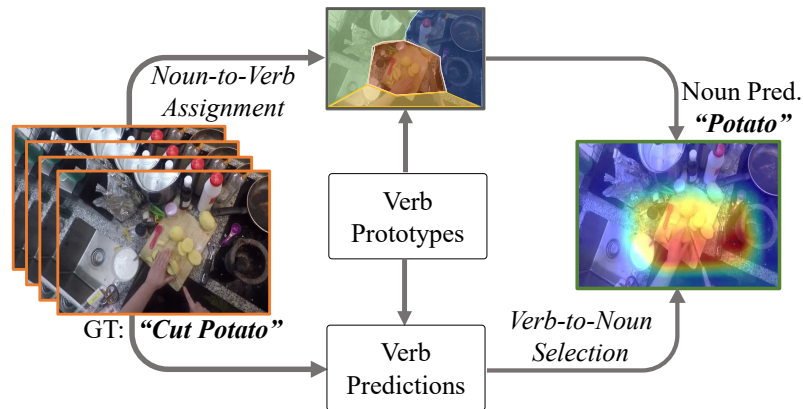 Noun-to-Verb
Assignment
Noun Pred.
“Potato”
Verb
Prototypes
GT: “Cut Potato”
Verb
Predictions
Verb-to-Noun
Selection